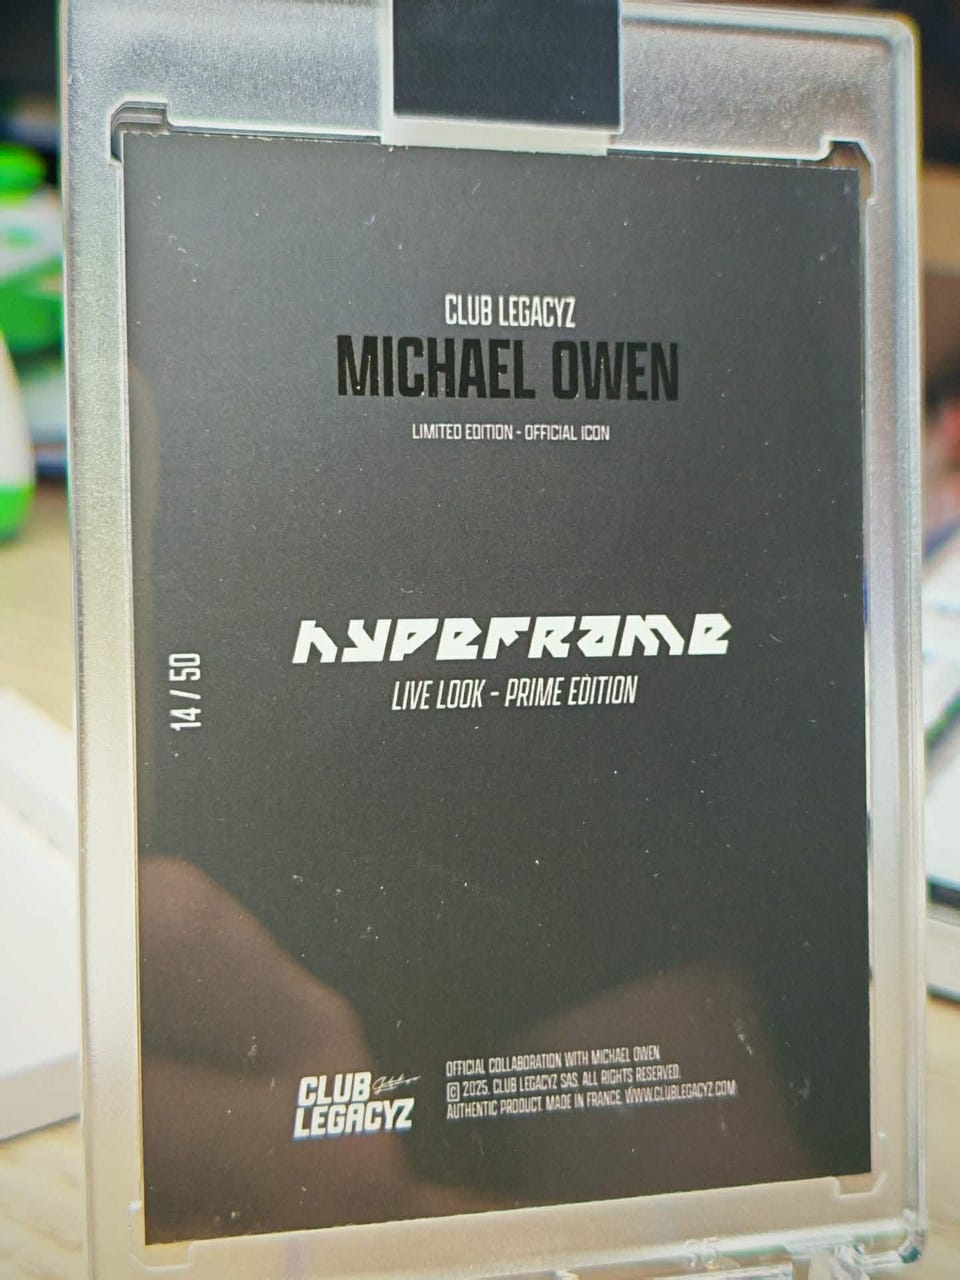 CLUB LEGACYZ
MICHAEL OWEN
LIMITED EDITION - OFFICIAL ICON
HYPEFRAME
LIVE LOOK - PRIME EDITION
14 / 50
CLUB
LEGACYZ
OFFICIAL COLLABORATION WITH MICHAEL OWEN
© 2025. CLUB LEGACYZ SAS. ALL RIGHTS RESERVED.
AUTHENTIC PRODUCT. MADE IN FRANCE. WWW.CLUBLEGACYZ.COM